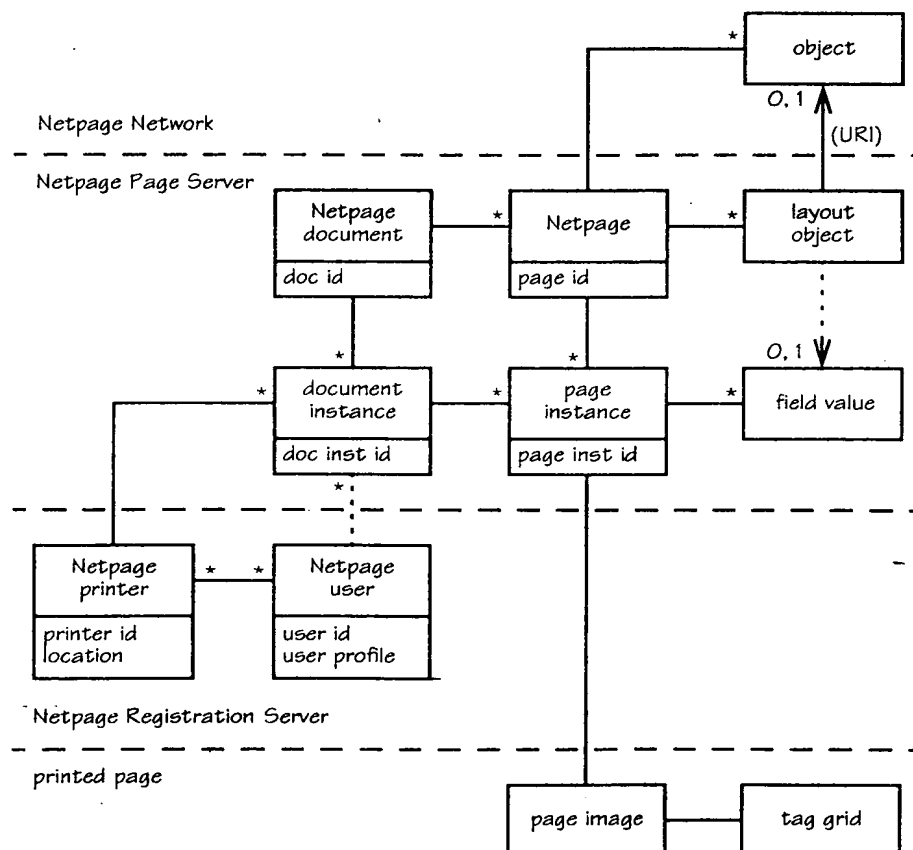 *
object
0, 1
(URI)
Netpage Network
Netpage Page Server
Netpage
document
doc id
*
Netpage
page id
*
layout
object
*
*
0, 1
*
document
instance
doc inst id
*
page
instance
page inst id
*
field value
*
Netpage
printer
printer id
location
*
*
Netpage
user
user id
user profile
Netpage Registration Server
printed page
page image
tag grid